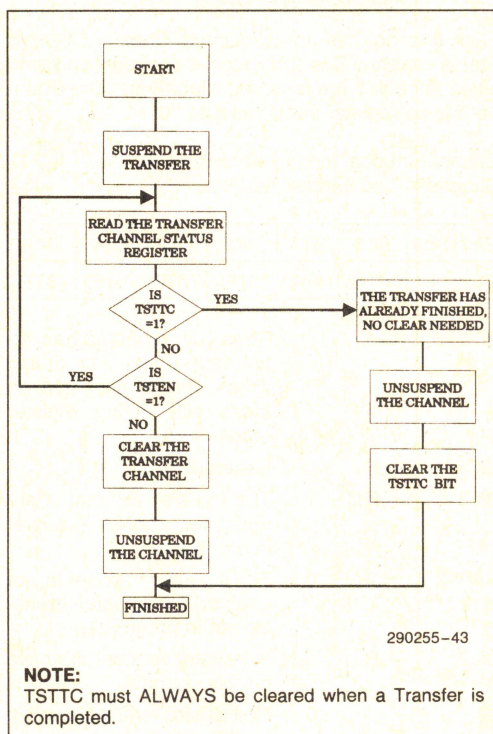 START
SUSPEND THE
TRANSFER
READ THE TRANSFER
CHANNEL STATUS
REGISTER
IS
TSTTC
=1?
YES
THE TRANSFER HAS
ALREADY FINISHED,
NO CLEAR NEEDED
NO
YES
IS
TSTEN
=1?
UNSUSPEND
THE CHANNEL
NO
CLEAR THE
TRANSFER
CHANNEL
CLEAR THE
TSTTC BIT
UNSUSPEND
THE CHANNEL
FINISHED
290255–43
NOTE:
TSTTC must ALWAYS be cleared when a Transfer is
completed.